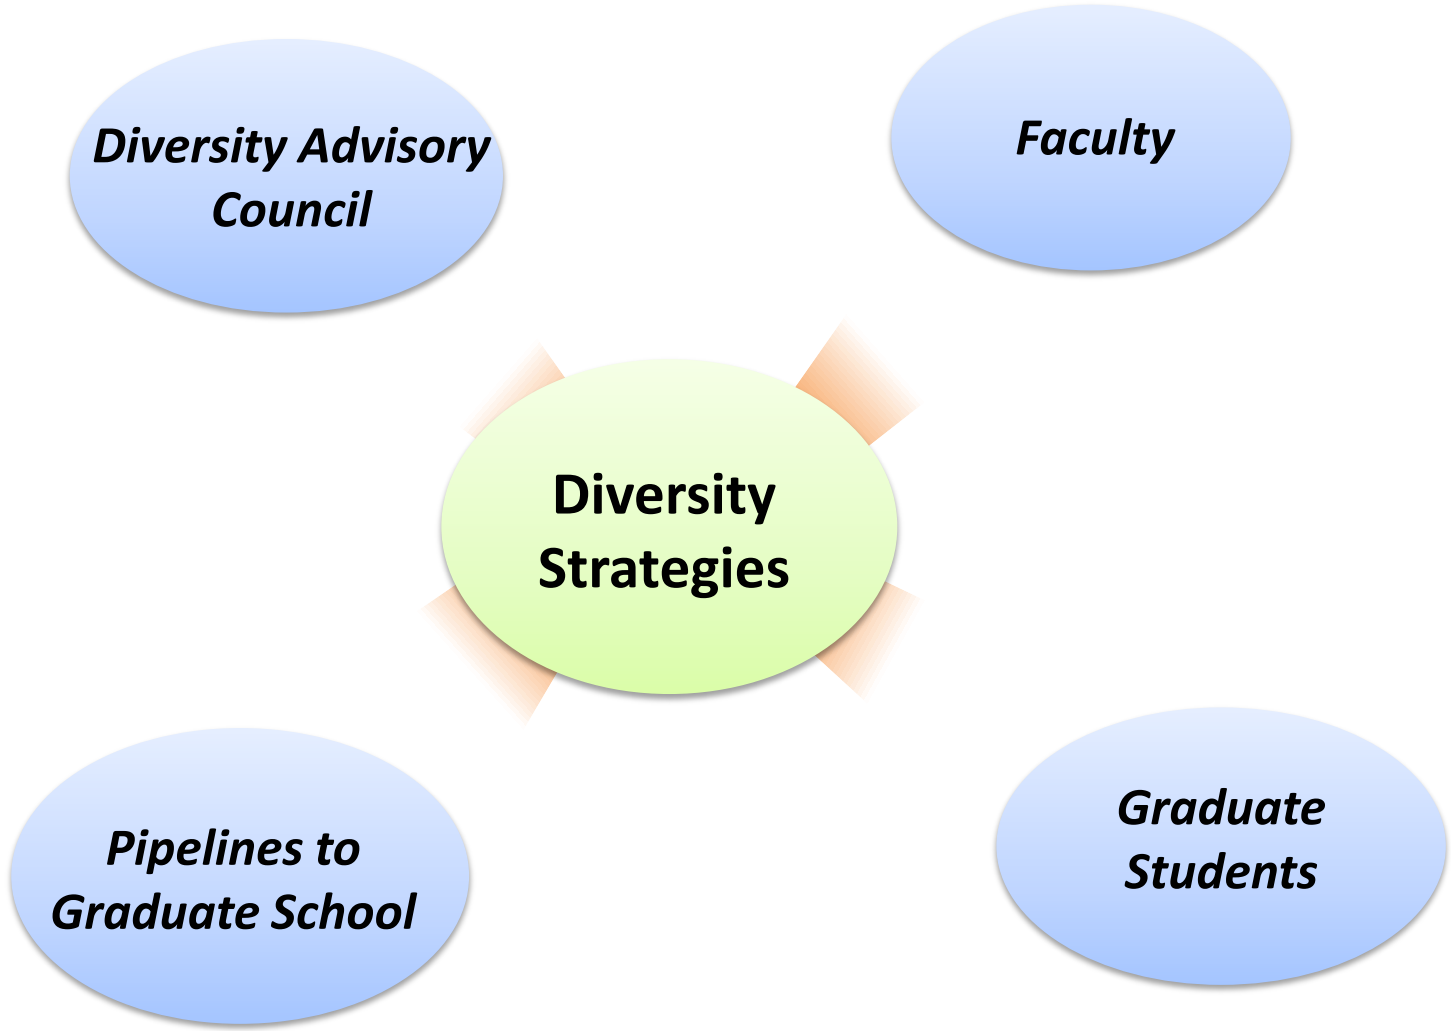 Diversity Advisory
Council
Faculty
Diversity
Strategies
Pipelines to
Graduate School
Graduate
Students